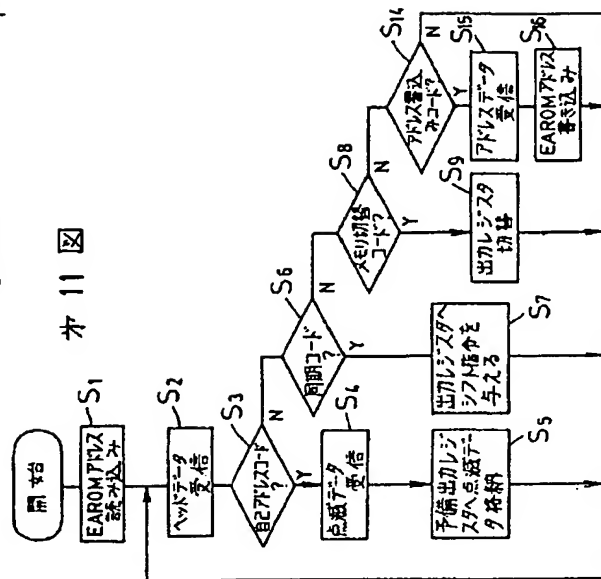 第11図
開始
EAROMアドレス
読み込み
S1
ヘッドデータ
受信
S2
自己アドレスコード
?
S3
N
Y
点滅データ
受信
S4
予備出力レジ
スタへ点滅デー
タ格納
S5
同期コード
?
S6
N
Y
出力レジスタへ
シフト指令を
与える
S7
メモリ切替
コード?
S8
N
Y
出力レジスタ
切替
S9
アドレス書込
みコード?
S14
N
Y
アドレスデータ
受信
S15
EAROMアドレス
書き込み
S16